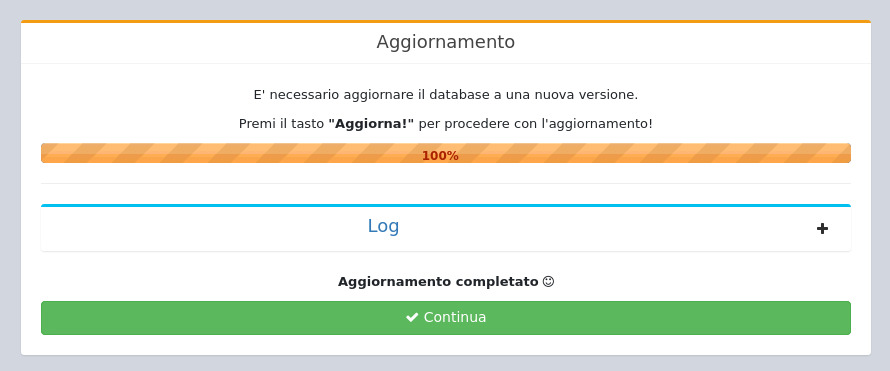 Aggiornamento
E' necessario aggiornare il database a una nuova versione.
Premi il tasto "Aggiorna!" per procedere con l'aggiornamento!
100%
Log
Aggiornamento completato
Continua